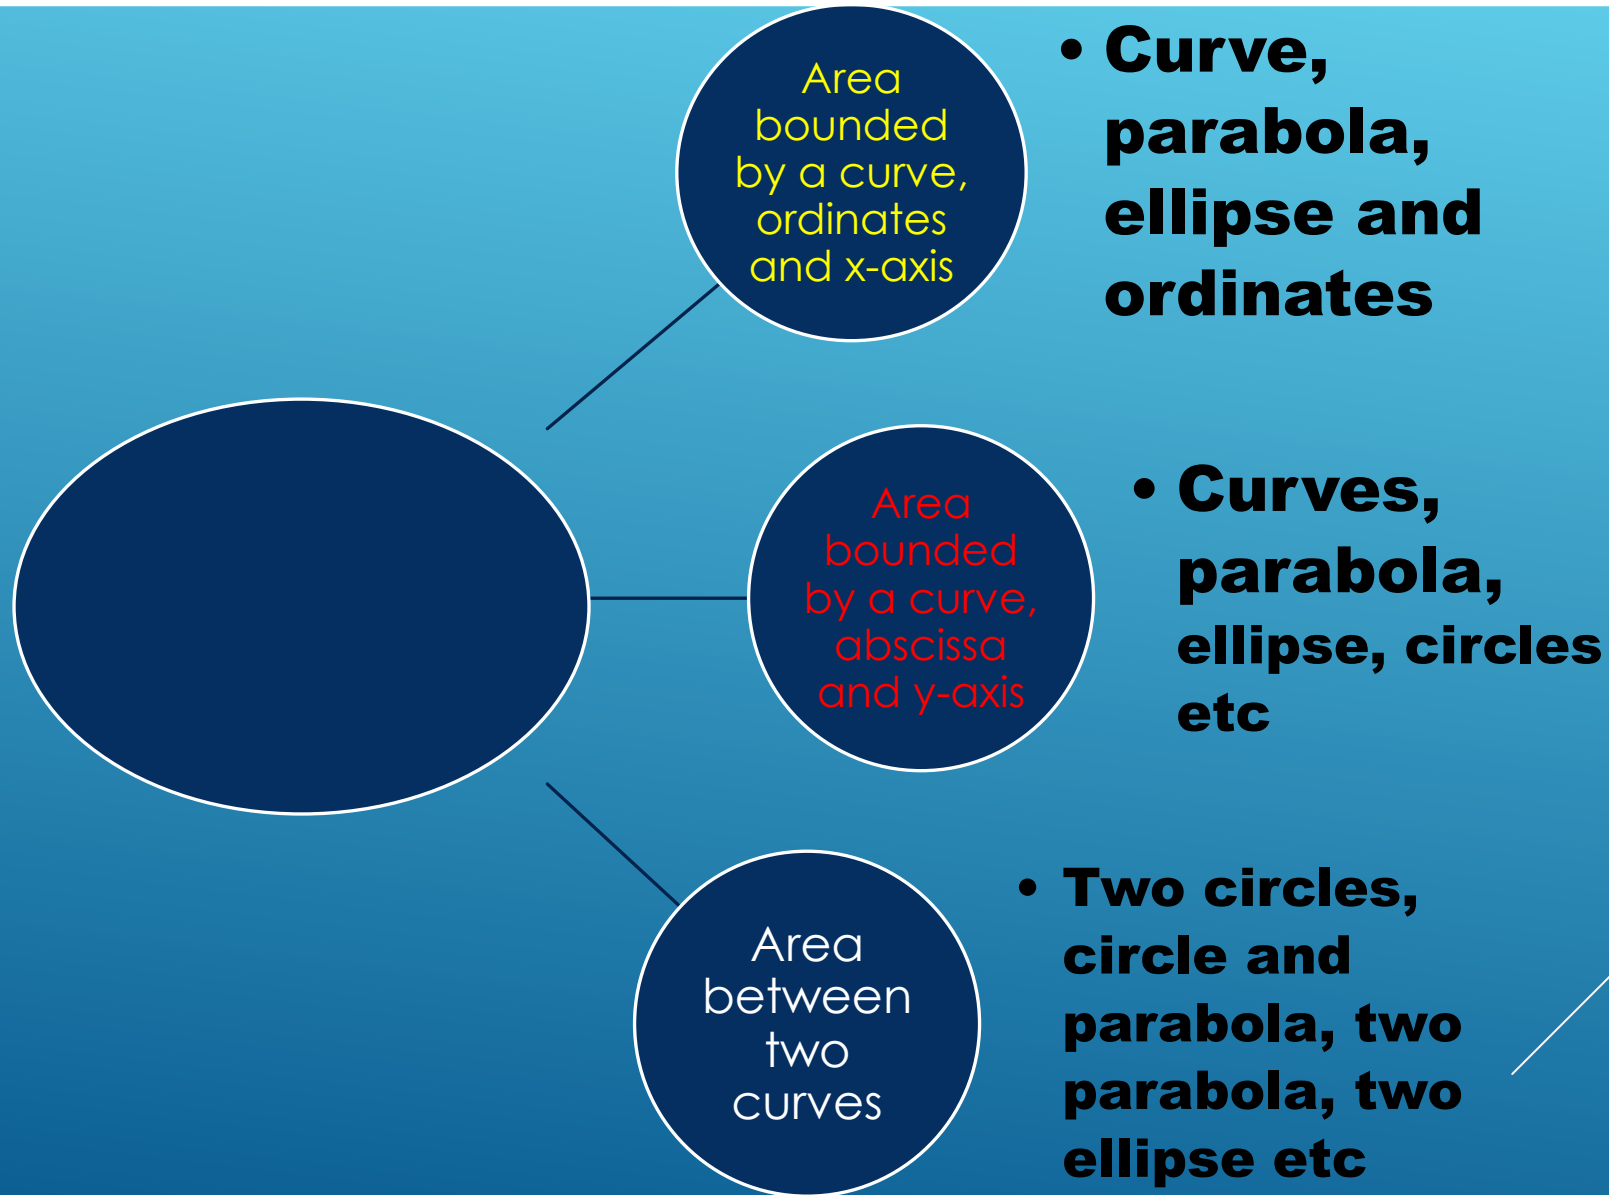 Area
bounded
by a curve,
ordinates
and x-axis
• Curve,
parabola,
ellipse and
ordinates
Area
bounded
by a curve,
abscissa
and y-axis
• Curves,
parabola,
ellipse, circles
etc
Area
between
two
curves
• Two circles,
circle and
parabola, two
parabola, two
ellipse etc